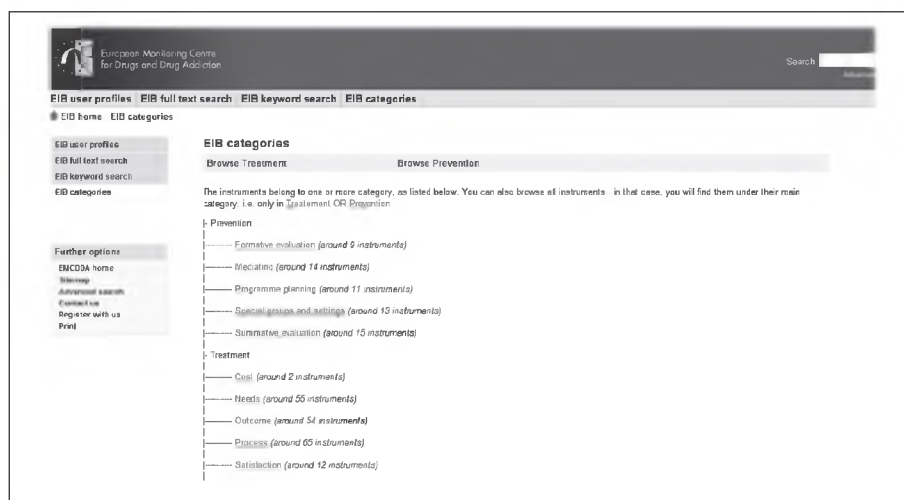 European Monitoring Centre
for Drugs and Drug Addiction
Search
Advanced
EIB user profiles EIB full text search EIB keyword search EIB categories
EIB home EIB categories
EIB user profiles
EIB full text search
EIB keyword search
EIB categories
Further options
EMCDDA home
Sitemap
Advanced search
Contact us
Register with us
Print
EIB categories
Browse Treatment Browse Prevention
The instruments belong to one or more category, as listed below. You can also browse all instruments in that case, you will find them under their main
category, i.e. only in Treatement OR Prevention
|- Prevention
Formative evaluation (around 9 instruments)
Mediating (around 14 instruments)
Programme planning (around 11 instruments)
Special groups and settings (around 13 instruments)
Summative evaluation (around 15 instruments)
|- Treatment
Cost (around 2 instruments)
Needs (around 55 instruments)
Outcome (around 54 instruments)
Process (around 65 instruments)
Satisfaction (around 12 instruments)